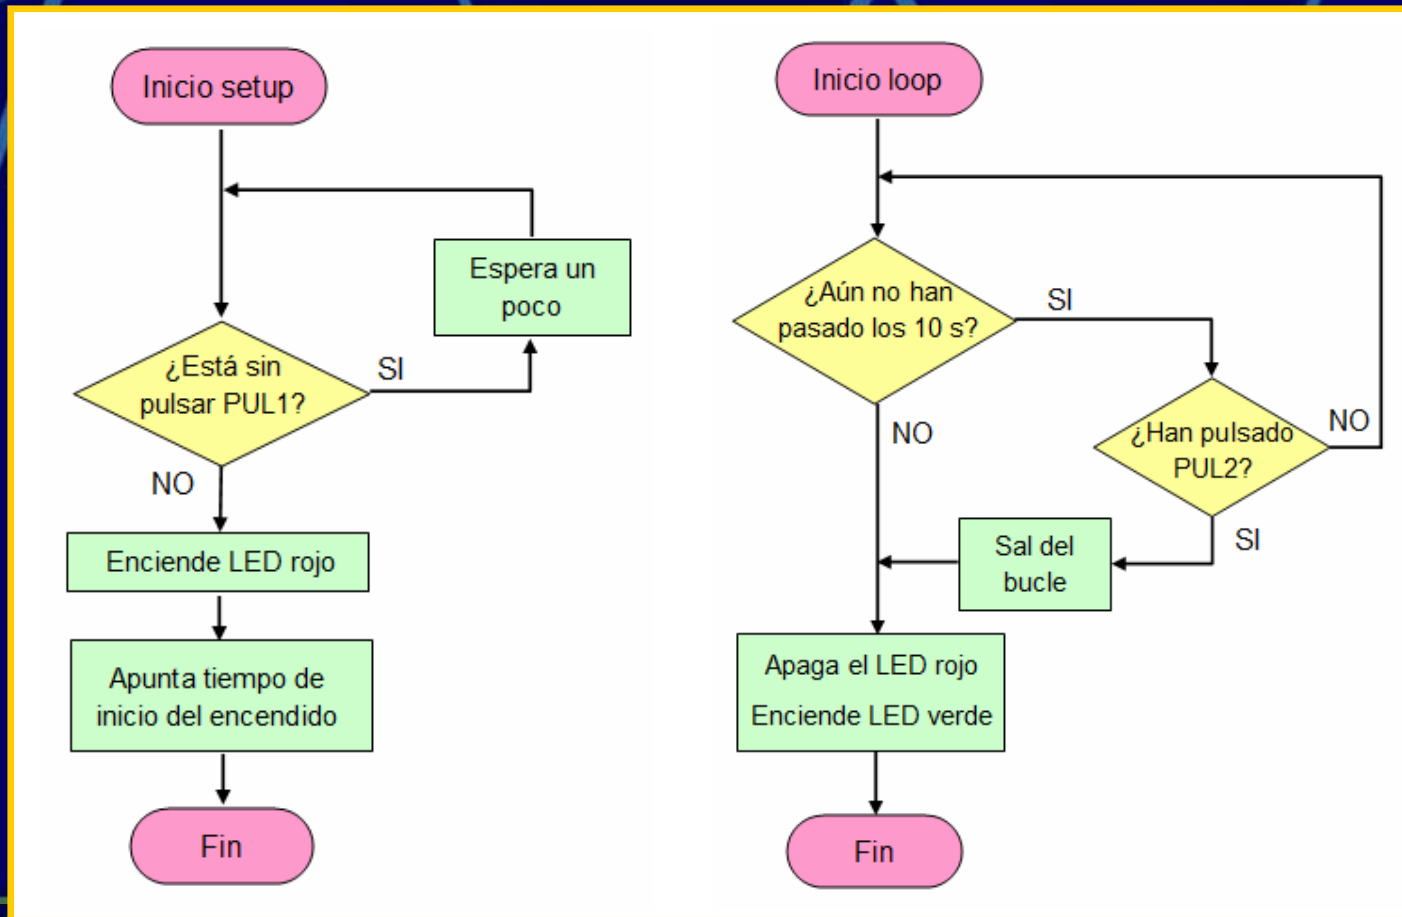 Inicio setup
Espera un
poco
¿Está sin
pulsar PUL1?
SI
NO
Enciende LED rojo
Apunta tiempo de
inicio del encendido
Fin
Inicio loop
¿Aún no han
pasado los 10 s?
SI
NO
¿Han pulsado
PUL2?
NO
SI
Sal del
bucle
Apaga el LED rojo
Enciende LED verde
Fin